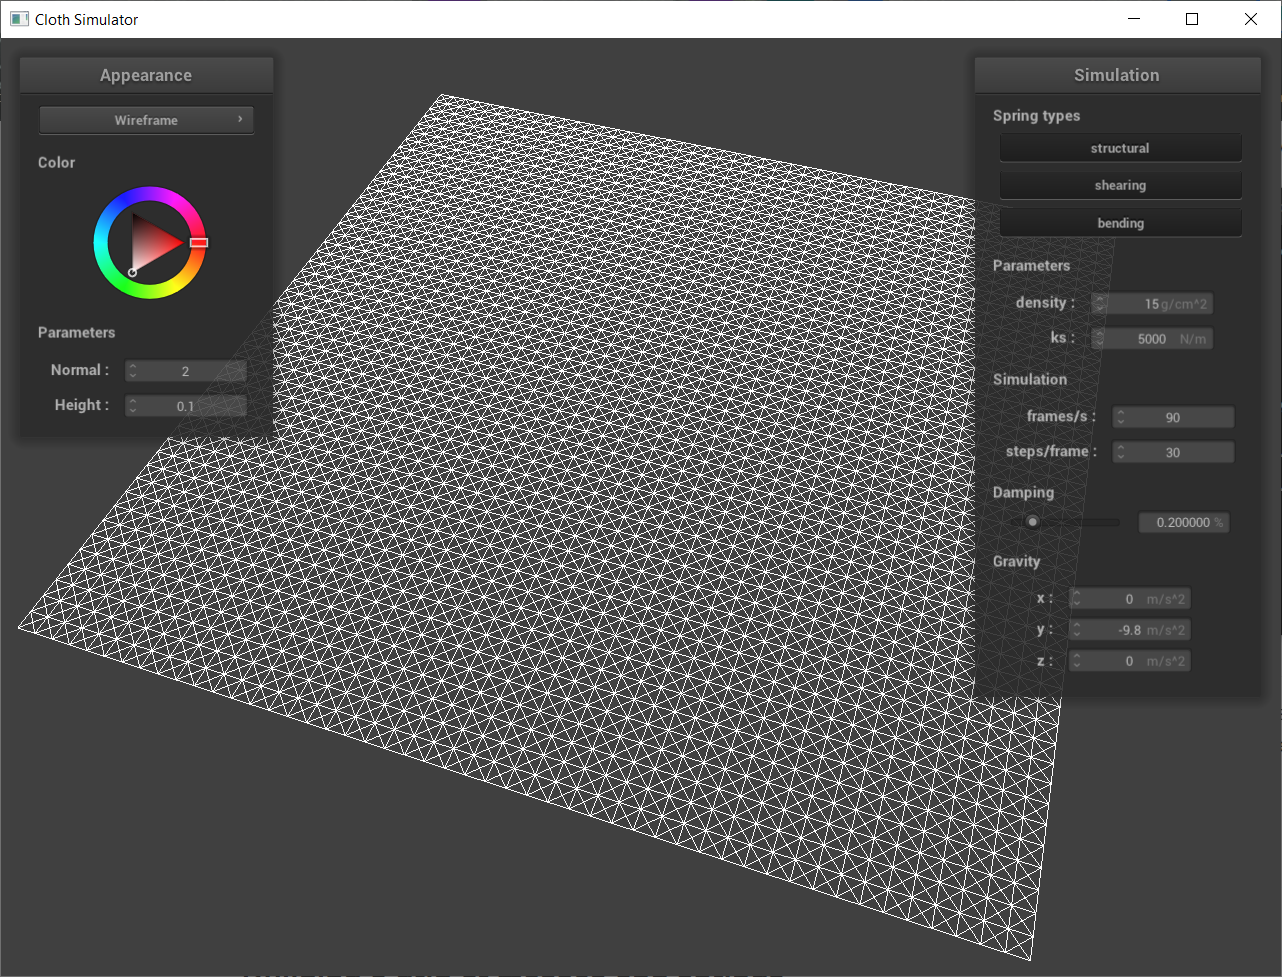 Cloth Simulator
Appearance
Wireframe
Color
Parameters
Normal : 2
Height : 0.1
Simulation
Spring types
structural
shearing
bending
Parameters
density : 15 g/cm^2
ks : 5000 N/m
Simulation
frames/s : 90
steps/frame : 30
Damping
0.200000 %
Gravity
x : 0 m/s^2
y : -9.8 m/s^2
z : 0 m/s^2